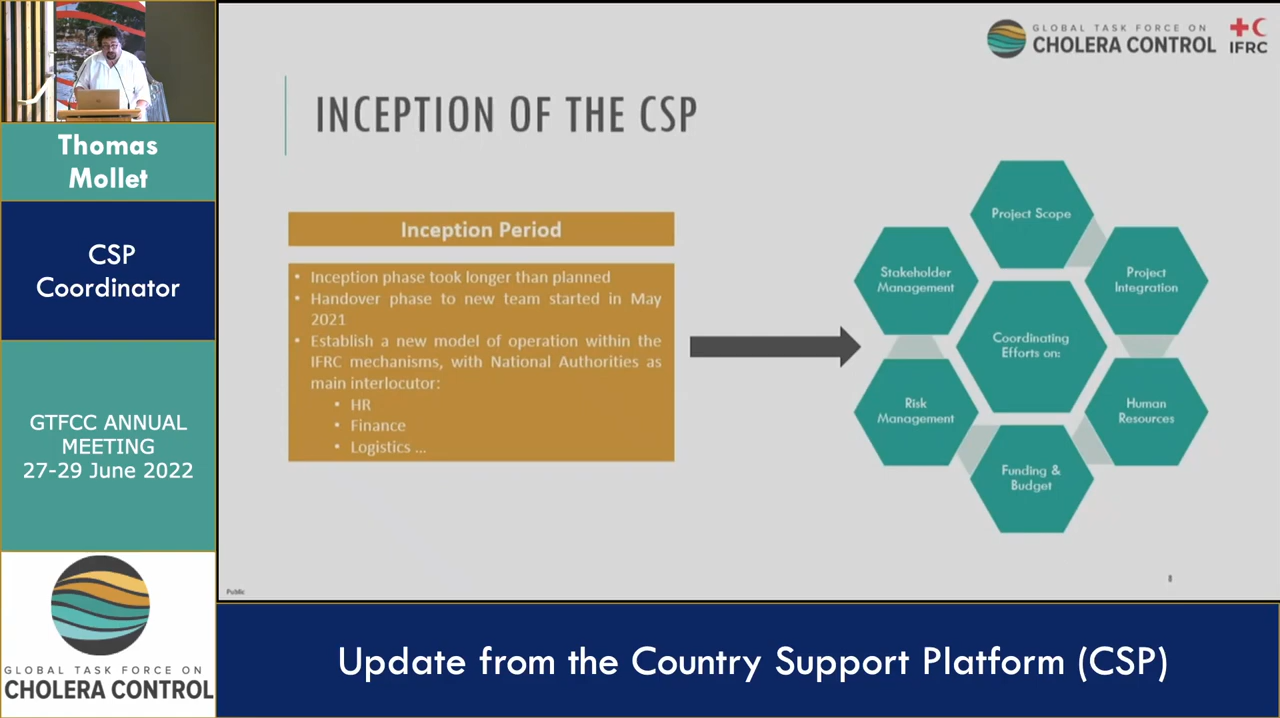 Thomas
Mollet
CSP
Coordinator
GTFCC ANNUAL
MEETING
27-29 June 2022
GLOBAL TASK FORCE ON
CHOLERA CONTROL
GLOBAL TASK FORCE ON
CHOLERA CONTROL
IFRC
INCEPTION OF THE CSP
Inception Period
• Inception phase took longer than planned
• Handover phase to new team started in May
2021
• Establish a new model of operation within the
IFRC mechanisms, with National Authorities as
main interlocutor:
• HR
• Finance
• Logistics ...
Project Scope
Project
Integration
Human
Resources
Funding &
Budget
Risk
Management
Stakeholder
Management
Coordinating
Efforts on:
Public
8
Update from the Country Support Platform (CSP)